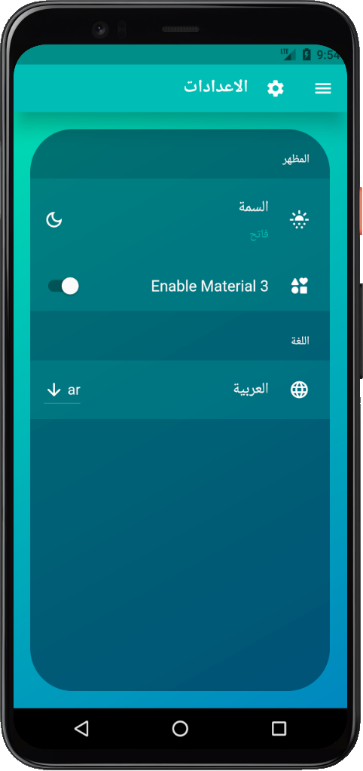 9:54
الاعدادات
المظهر
السمة
فاتح
Enable Material 3
اللغة
العربية
ar